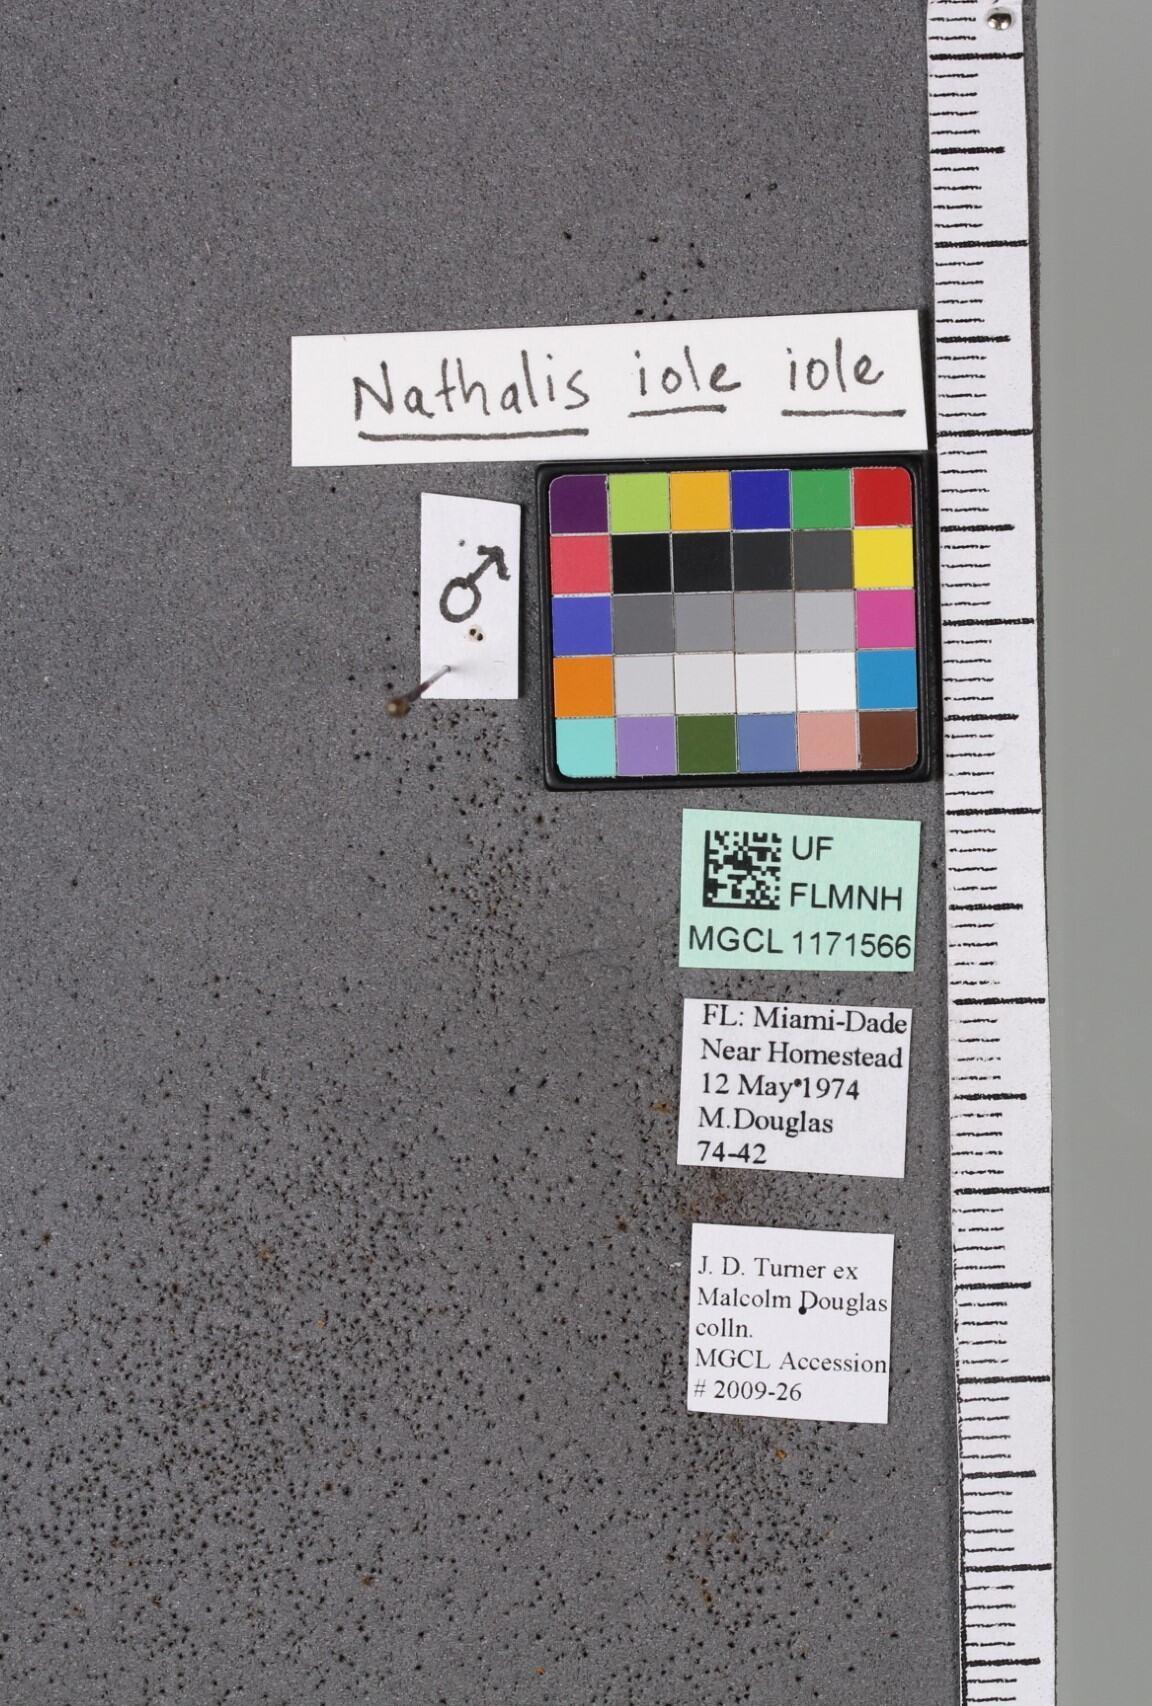 Nathalis iole iole
♂
UF
FLMNH
MGCL 1171566
FL: Miami-Dade
Near Homestead
12 May 1974
M.Douglas
74-42
J. D. Turner ex
Malcolm Douglas
colln.
MGCL Accession
# 2009-26